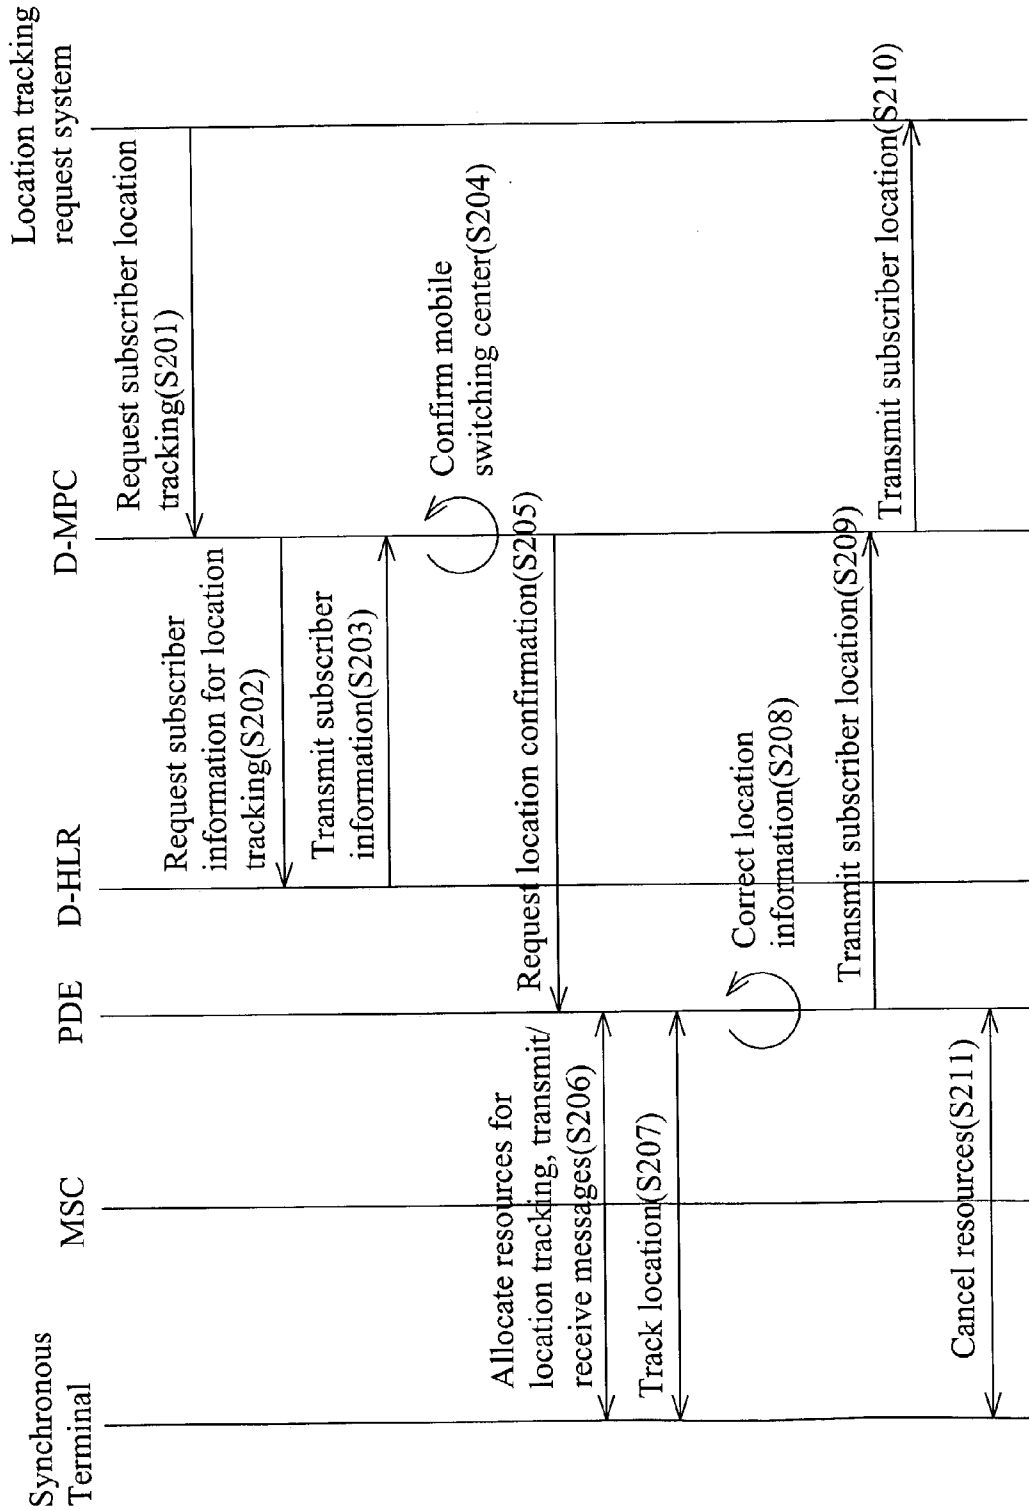 Synchronous
Terminal
MSC
PDE
D-HLR
D-MPC
Location tracking
request system
Request subscriber location
tracking(S201)
Request subscriber
information for location
tracking(S202)
Transmit subscriber
information(S203)
Confirm mobile
switching center(S204)
Request location confirmation(S205)
Allocate resources for
location tracking, transmit/
receive messages(S206)
Track location(S207)
Correct location
information(S208)
Transmit subscriber location(S209)
Transmit subscriber location(S210)
Cancel resources(S211)